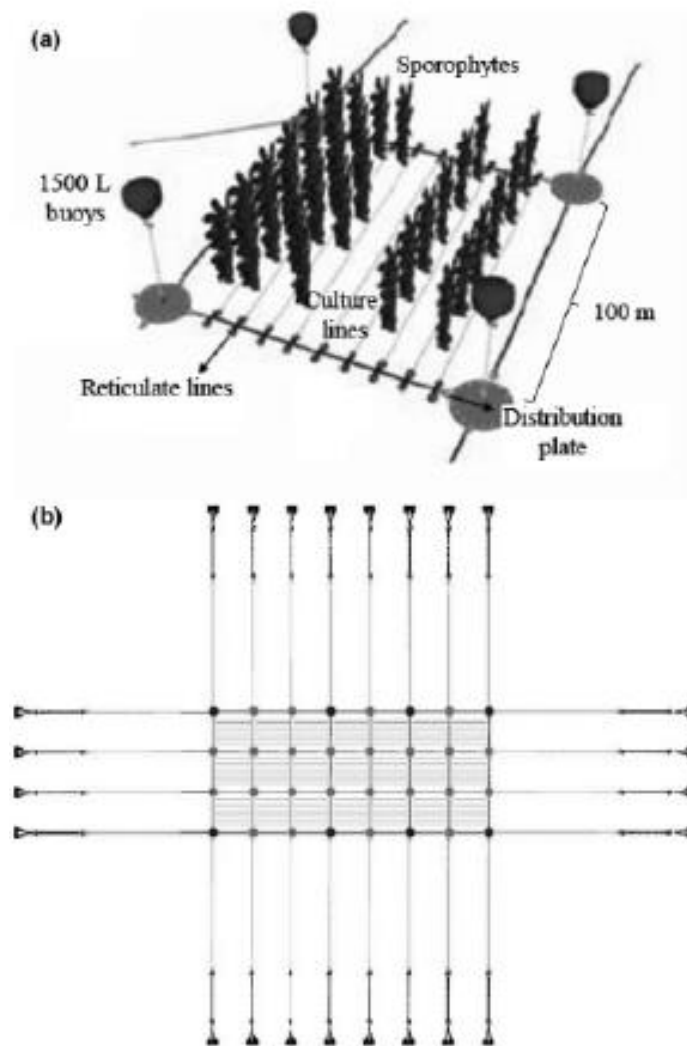 (a)
Sporophytes
1500 L
buoys
Culture
lines
100 m
Reticulate lines
Distribution
plate
(b)